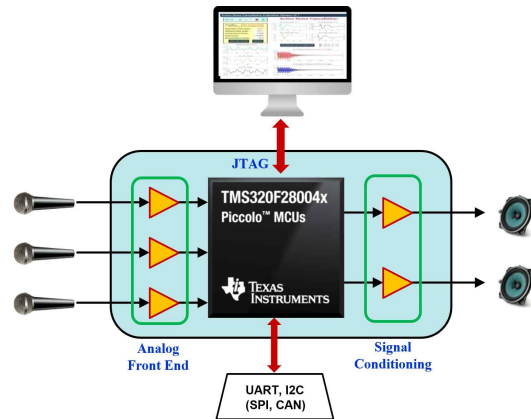 JTAG
TMS320F28004x
Piccolo™ MCUs
TEXAS
INSTRUMENTS
Analog
Front End
Signal
Conditioning
UART, I2C
(SPI, CAN)